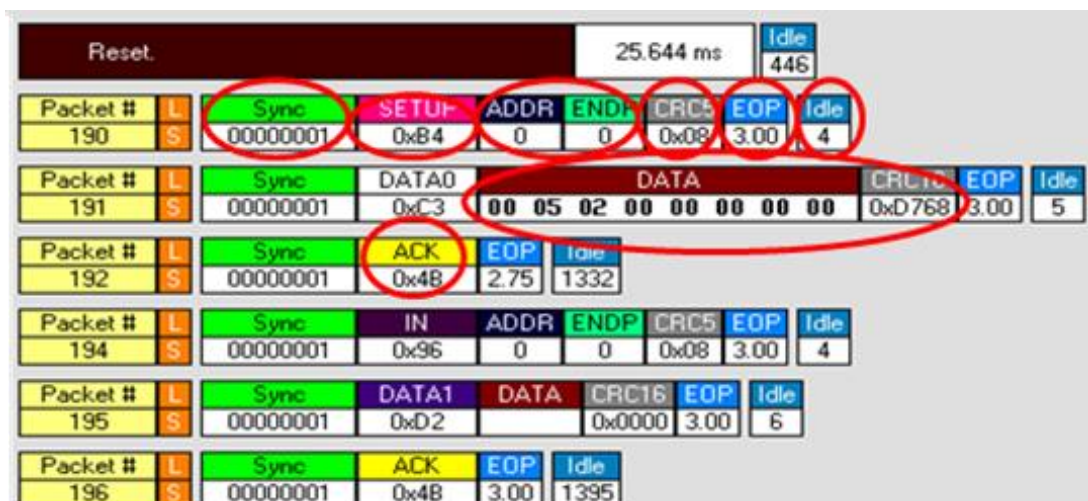 Reset. 25.644 ms Idle
446
Packet # L Sync SETUP ADDR ENDP CRC5 EOP Idle
190 S 00000001 0xB4 0 0 0x08 3.00 4
Packet # L Sync DATA0 DATA CRC16 EOP Idle
191 S 00000001 0xC3 00 05 02 00 00 00 00 00 0xD768 3.00 5
Packet # L Sync ACK EOP Idle
192 S 00000001 0x4B 2.75 1332
Packet # L Sync IN ADDR ENDP CRC5 EOP Idle
194 S 00000001 0x96 0 0 0x08 3.00 4
Packet # L Sync DATA1 DATA CRC16 EOP Idle
195 S 00000001 0xD2 0x0000 3.00 6
Packet # L Sync ACK EOP Idle
196 S 00000001 0x4B 3.00 1395